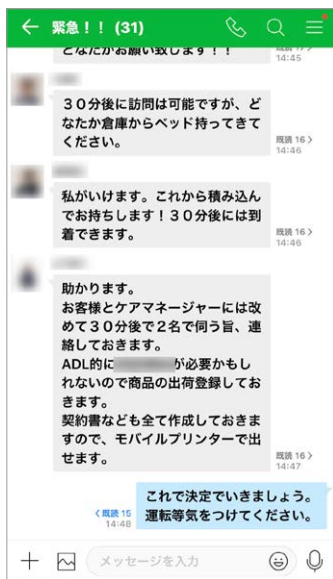 緊急！！ (31)
どなたかお願い致します！！
既読 17 >
14:45
３０分後に訪問は可能ですが、ど
なたか倉庫からベッド持ってきて
ください。
既読 16 >
14:46
私がいけます。これから積み込ん
でお持ちします！３０分後には到
着できます。
既読 16 >
14:46
助かります。
お客様とケアマネージャーには改
めて３０分後で２名で伺う旨、連
絡しておきます。
ADL的に
が必要かもし
れないので商品の出荷登録してお
きます。
契約書なども全て作成しておきま
すので、モバイルプリンターで出
せます。
既読 16 >
14:47
これで決定でいきましょう。
運転等気をつけてください。
< 既読 15
14:48
メッセージを入力